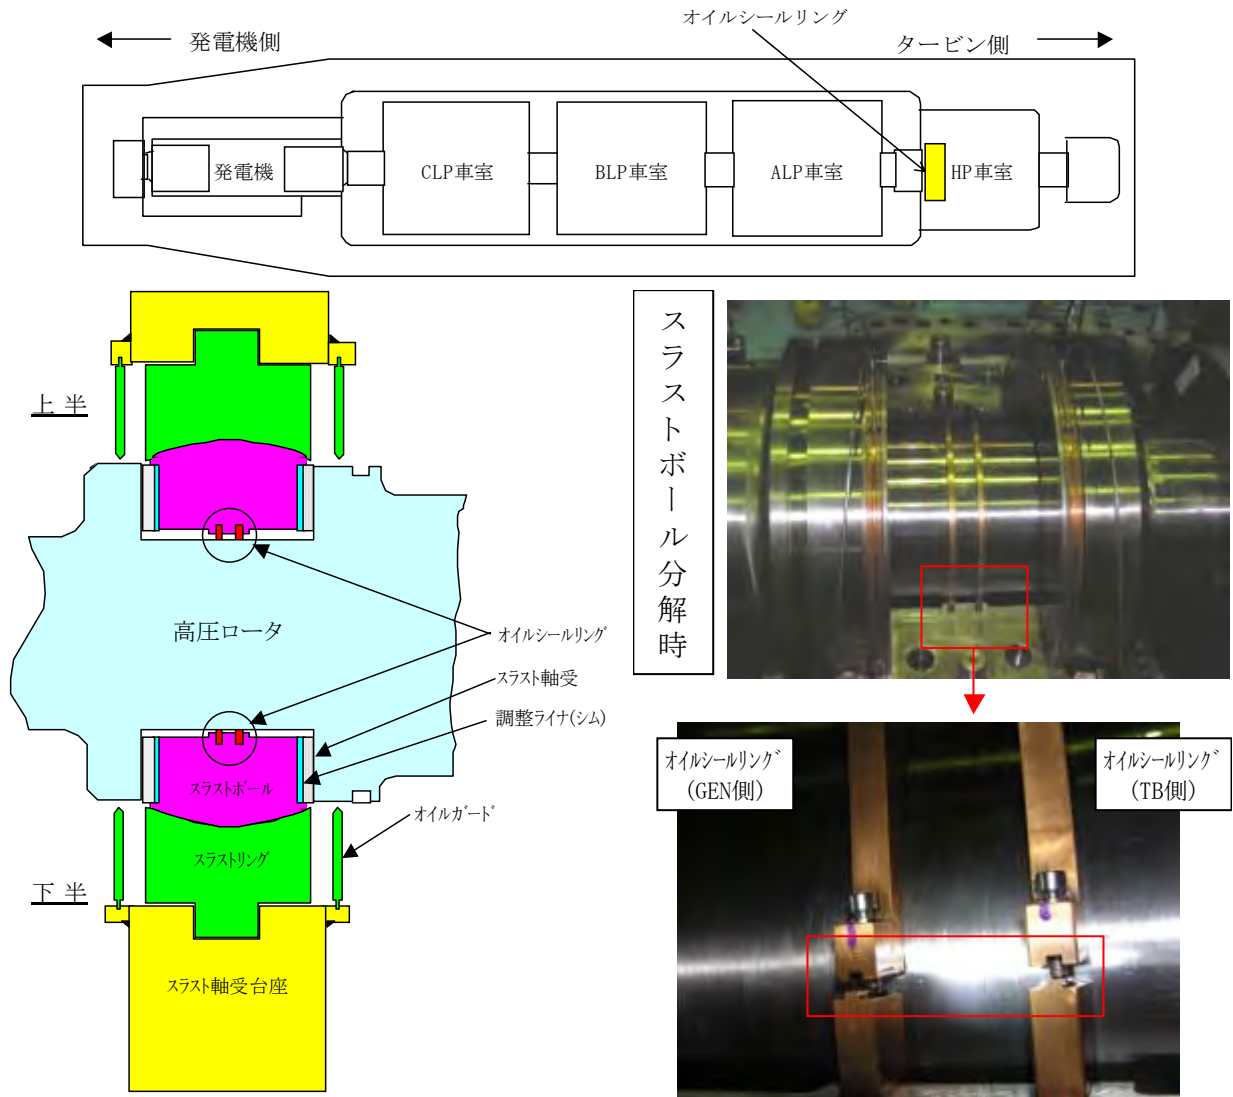 オイルシールリング
発電機側
タービン側
発電機
CLP車室
BLP車室
ALP車室
HP車室
上 半
高圧ロータ
オイルシールリング
スラスト軸受
調整ライナ(シム)
スラストボール
オイルガード
スラストリング
下 半
スラスト軸受台座
スラストボール分解時
オイルシールリング
(GEN側)
オイルシールリング
(TB側)